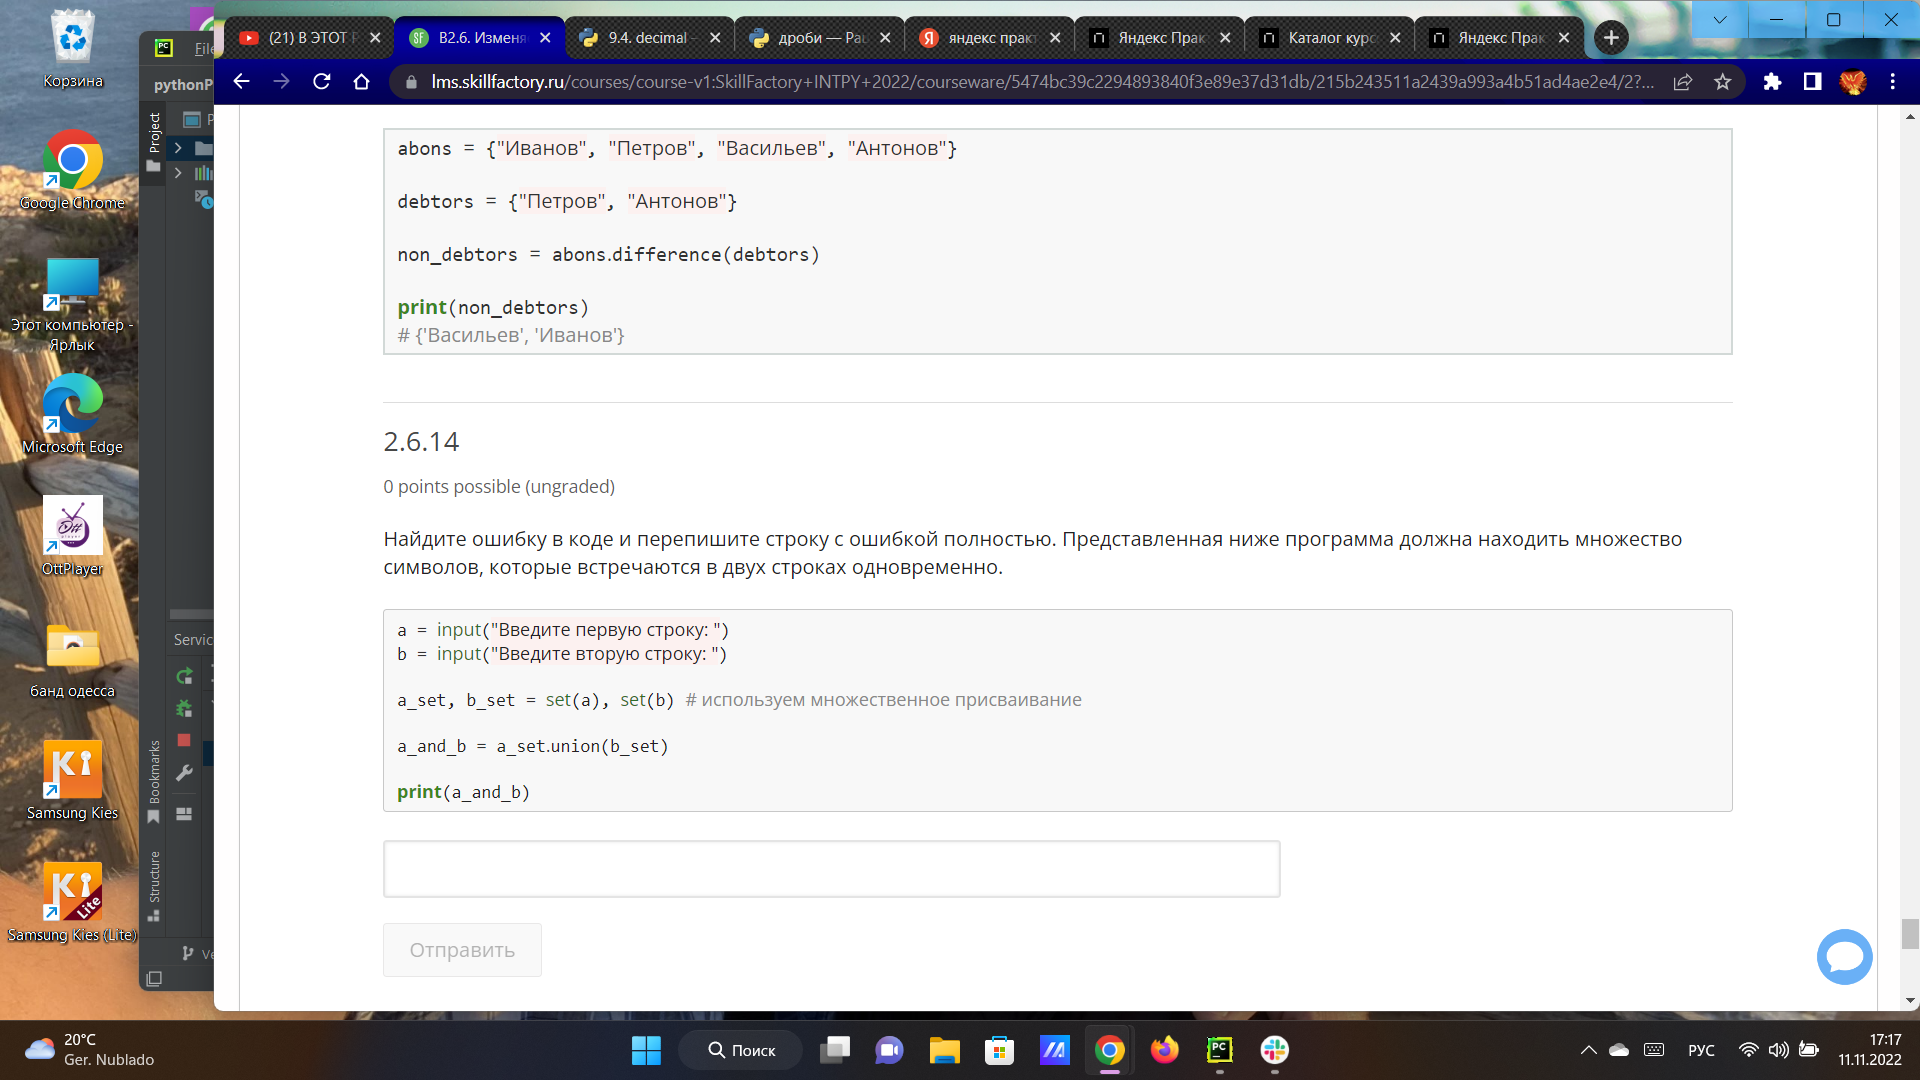 Корзина
Google Chrome
Этот компьютер - Ярлык
Microsoft Edge
OttPlayer
банд одесса
Samsung Kies
Samsung Kies (Lite)
File
pythonP
Project
P
Servic
Bookmarks
Structure
Ve
(21) В ЭТОТ Р
B2.6. Изменя
9.4. decimal —
дроби — Pau
яндекс прак
Яндекс Прак
Каталог курс
Яндекс Прак
lms.skillfactory.ru/courses/course-v1:SkillFactory+INTPY+2022/courseware/5474bc39c2294893840f3e89e37d31db/215b243511a2439a993a4b51ad4ae2e4/2?...
abons = {"Иванов", "Петров", "Васильев", "Антонов"}
debtors = {"Петров", "Антонов"}
non_debtors = abons.difference(debtors)
print(non_debtors)
# {'Васильев', 'Иванов'}
2.6.14
0 points possible (ungraded)
Найдите ошибку в коде и перепишите строку с ошибкой полностью. Представленная ниже программа должна находить множество
символов, которые встречаются в двух строках одновременно.
a = input("Введите первую строку: ")
b = input("Введите вторую строку: ")
a_set, b_set = set(a), set(b) # используем множественное присваивание
a_and_b = a_set.union(b_set)
print(a_and_b)
Отправить
20°C
Ger. Nublado
Поиск
РУС
17:17
11.11.2022